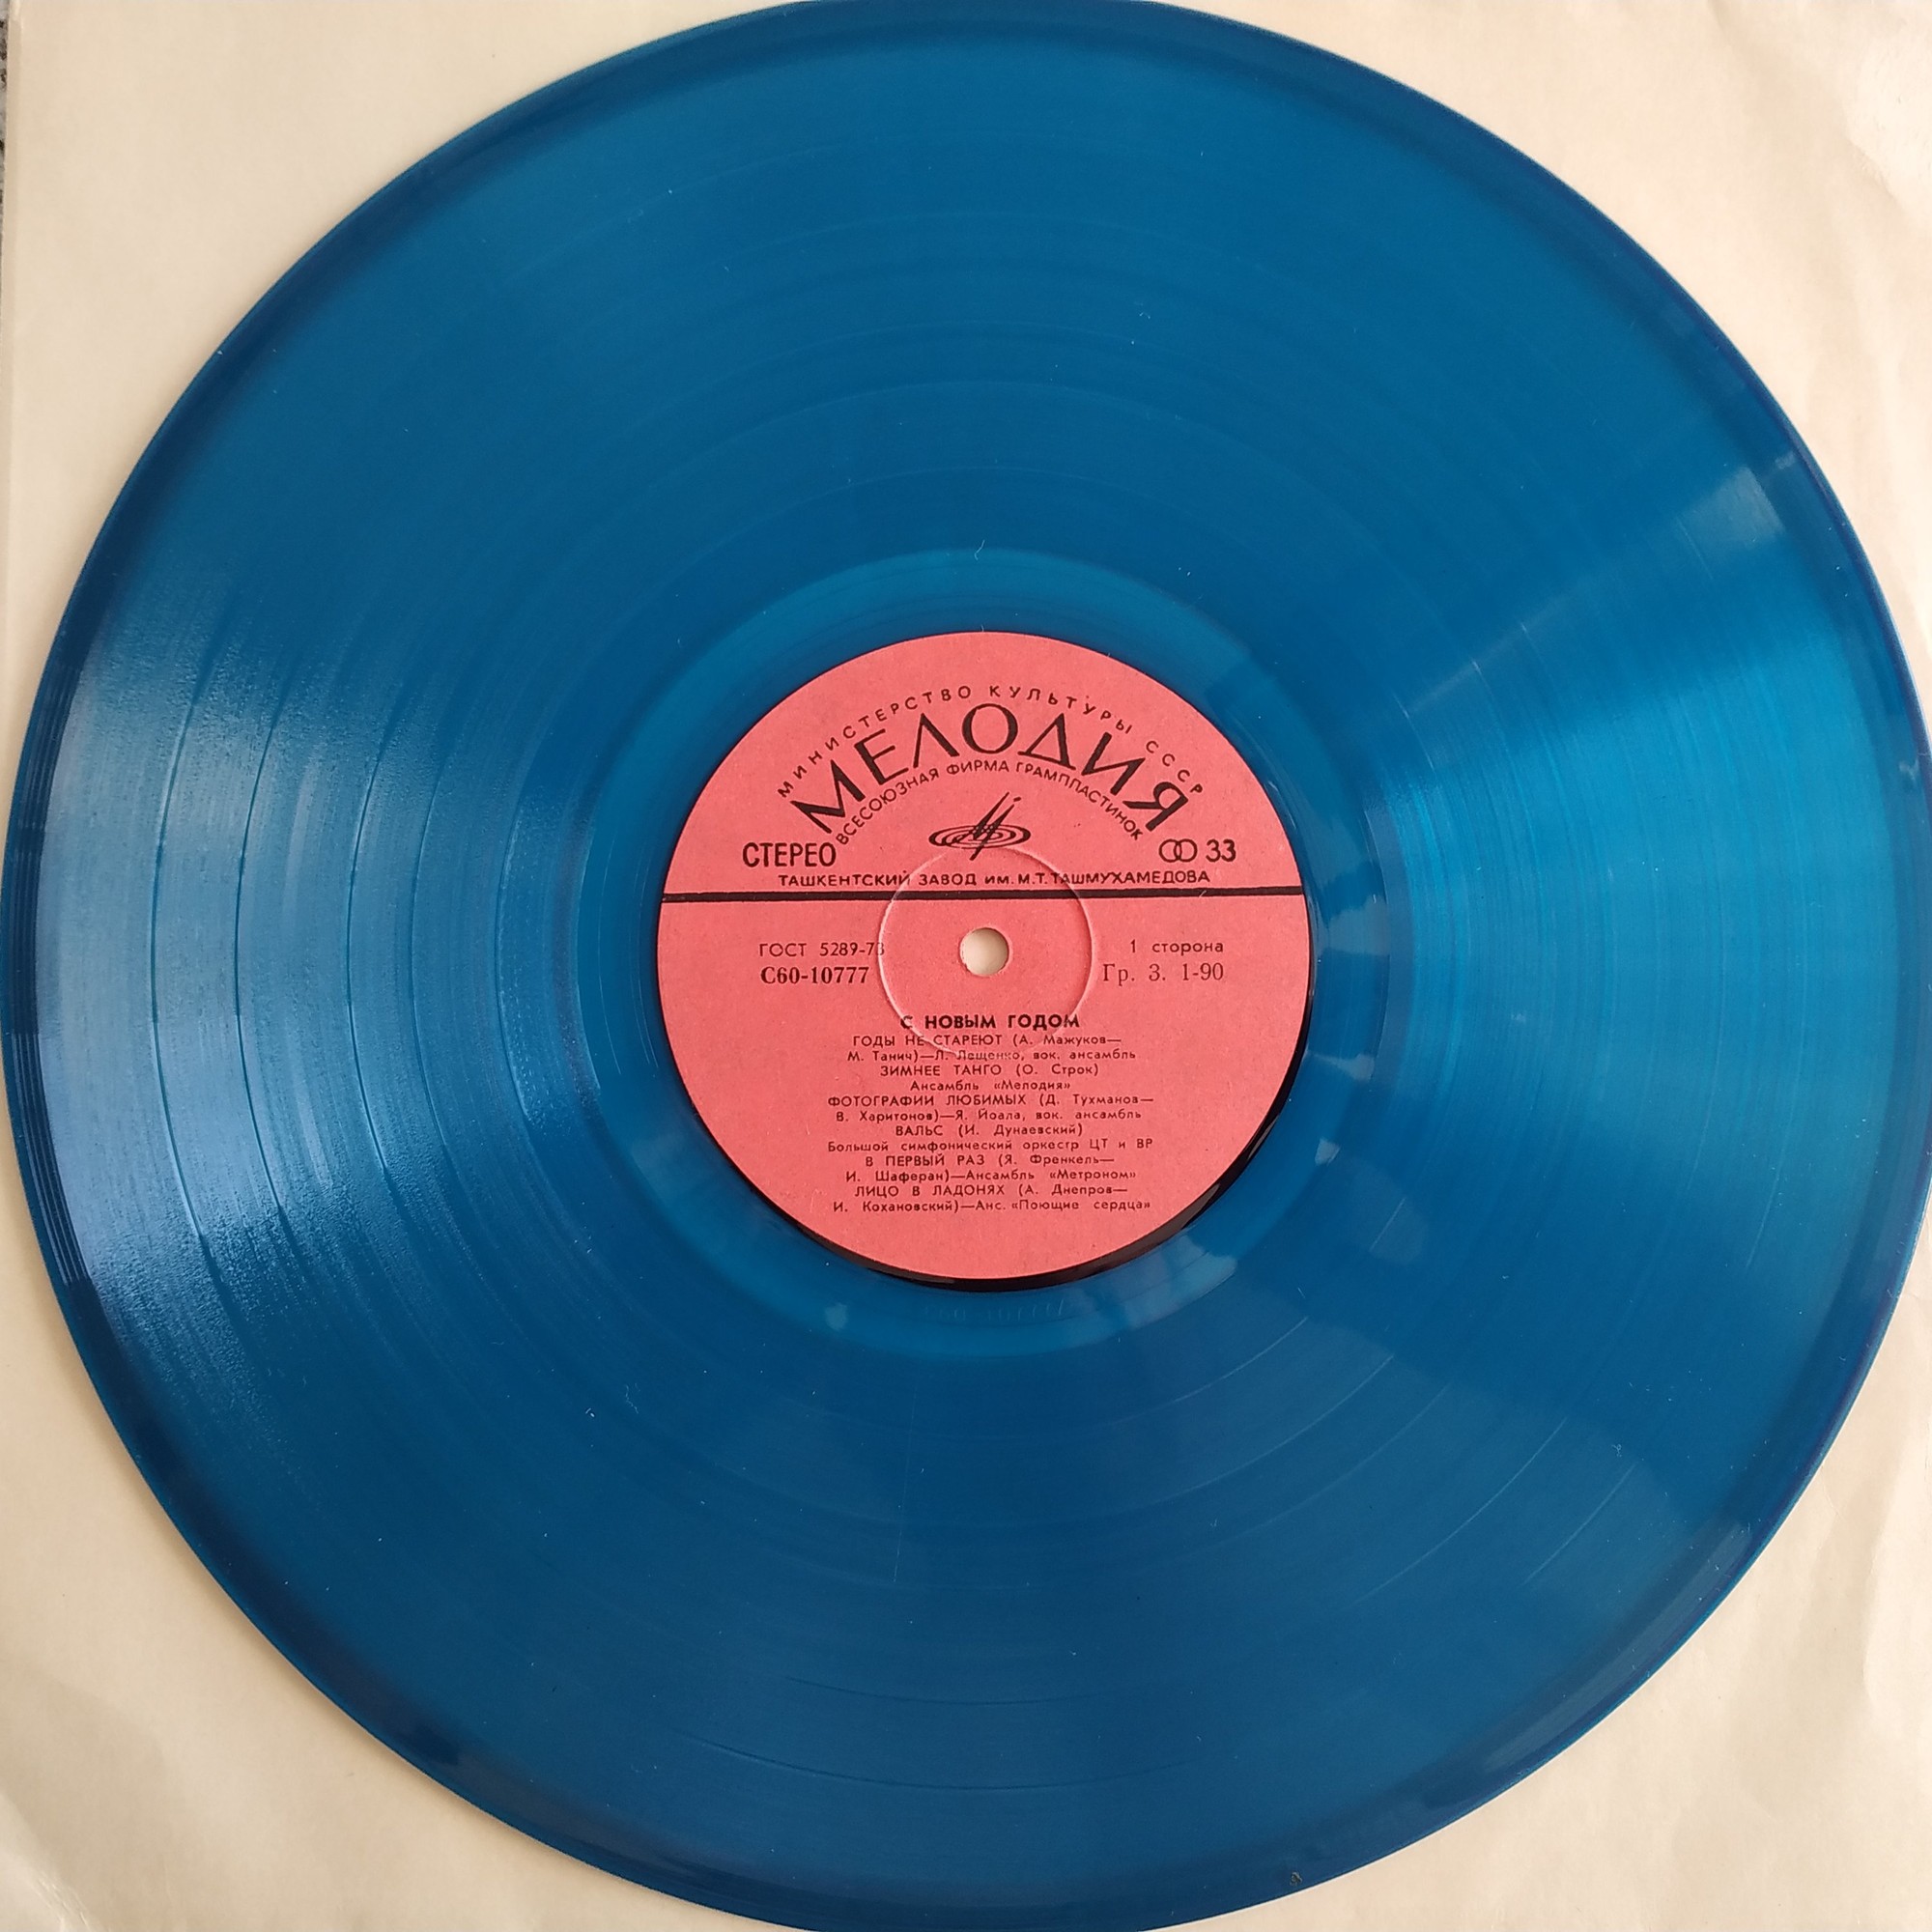 МИНИСТЕРСТВО КУЛЬТУРЫ СССР
МЕЛОДИЯ
ВСЕСОЮЗНАЯ ФИРМА ГРАМПЛАСТИНОК
СТЕРЕО 33
ТАШКЕНТСКИЙ ЗАВОД ИМ. М.Т. ТАШМУХАМЕДОВА
ГОСТ 5289-73 1 сторона
С60-10777 Гр. 3. 1-90
С НОВЫМ ГОДОМ
ГОДЫ НЕ СТАРЕЮТ (А. Мажуков—
М. Танич)—Л. Лещенко, вок. ансамбль
ЗИМНЕЕ ТАНГО (О. Строк)
Ансамбль «Мелодия»
ФОТОГРАФИИ ЛЮБИМЫХ (Д. Тухманов—
В. Харитонов)—Я. Йоала, вок. ансамбль
ВАЛЬС (И. Дунаевский)
Большой симфонический оркестр ЦТ и ВР
В ПЕРВЫЙ РАЗ (Я. Френкель—
И. Шаферан)—Ансамбль «Метроном»
ЛИЦО В ЛАДОНЯХ (А. Днепров—
И. Кохановский)—Анс. «Поющие сердца»